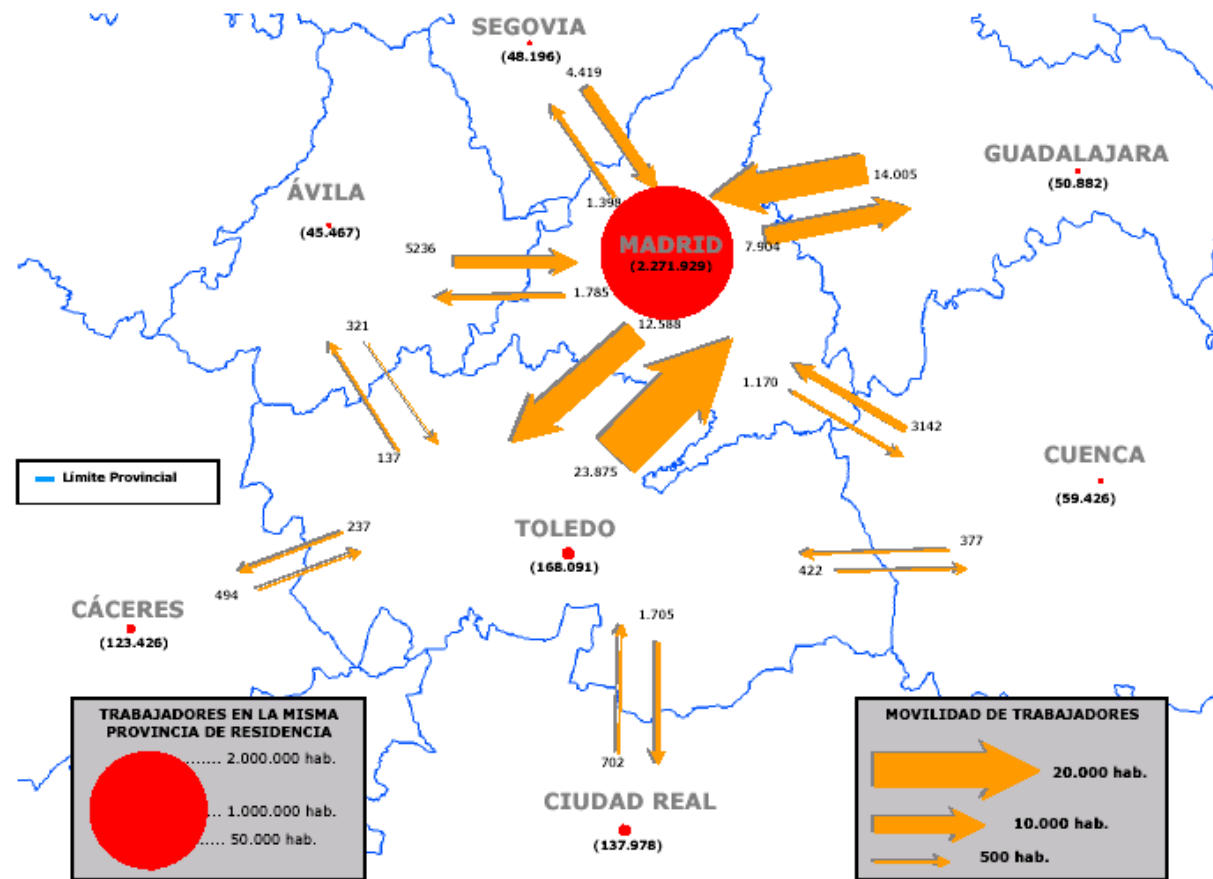 SEGOVIA
(48.196)
4.419
GUADALAJARA
(50.882)
14.005
ÁVILA
(45.467)
1.398
MADRID
(2.271.929)
7.904
5236
1.785
12.588
321
137
1.170
3142
23.875
CUENCA
(59.426)
Límite Provincial
TOLEDO
(168.091)
237
494
377
422
CÁCERES
(123.426)
1.705
702
CIUDAD REAL
(137.978)
TRABAJADORES EN LA MISMA
PROVINCIA DE RESIDENCIA
2.000.000 hab.
1.000.000 hab.
50.000 hab.
MOVILIDAD DE TRABAJADORES
20.000 hab.
10.000 hab.
500 hab.